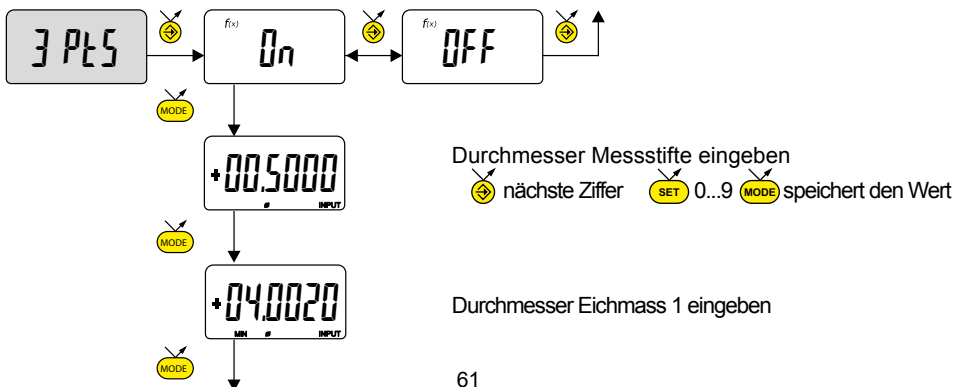 3 PtS
f(x)
On
f(x)
OFF
MODE
+00.5000
ø INPUT
Durchmesser Messstifte eingeben
nächste Ziffer SET 0...9 MODE speichert den Wert
MODE
+04.0020
MIN ø INPUT
Durchmesser Eichmass 1 eingeben
MODE
61